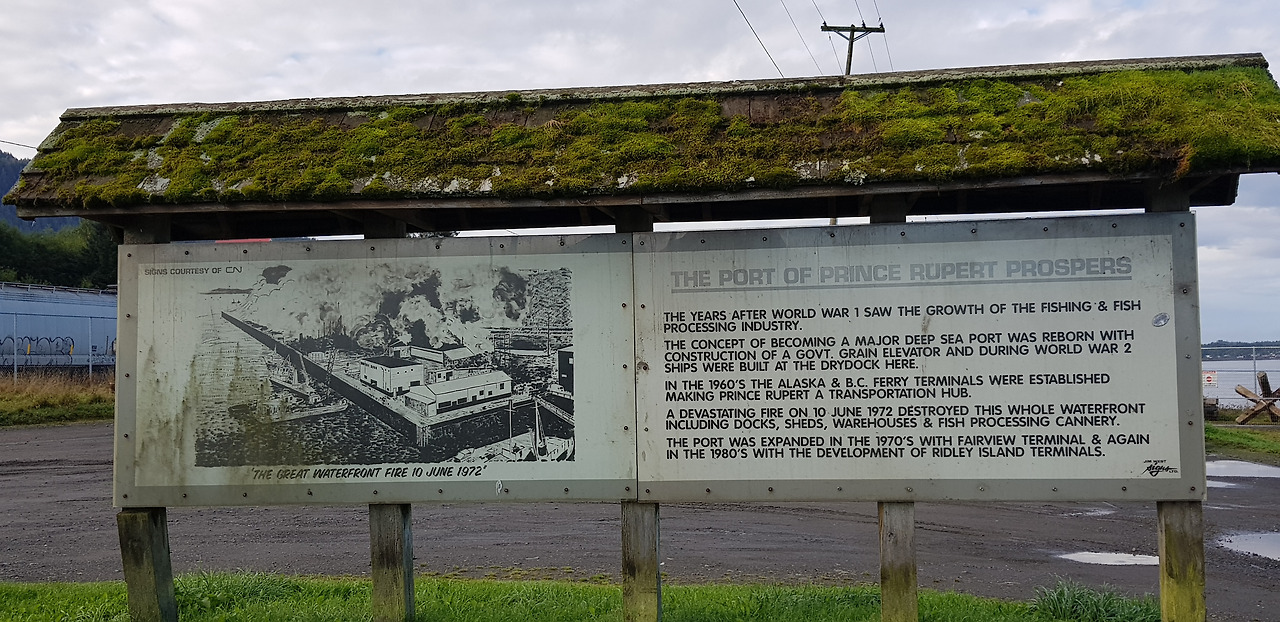 SIGNS COURTESY OF CN
"THE GREAT WATERFRONT FIRE 10 JUNE 1972"
THE PORT OF PRINCE RUPERT PROSPERS
THE YEARS AFTER WORLD WAR 1 SAW THE GROWTH OF THE FISHING & FISH
PROCESSING INDUSTRY.
THE CONCEPT OF BECOMING A MAJOR DEEP SEA PORT WAS REBORN WITH
CONSTRUCTION OF A GOVT. GRAIN ELEVATOR AND DURING WORLD WAR 2
SHIPS WERE BUILT AT THE DRYDOCK HERE.
IN THE 1960'S THE ALASKA & B.C. FERRY TERMINALS WERE ESTABLISHED
MAKING PRINCE RUPERT A TRANSPORTATION HUB.
A DEVASTATING FIRE ON 10 JUNE 1972 DESTROYED THIS WHOLE WATERFRONT
INCLUDING DOCKS, SHEDS, WAREHOUSES & FISH PROCESSING CANNERY.
THE PORT WAS EXPANDED IN THE 1970'S WITH FAIRVIEW TERMINAL & AGAIN
IN THE 1980'S WITH THE DEVELOPMENT OF RIDLEY ISLAND TERMINALS.
JIM WEST
Signs LTD.